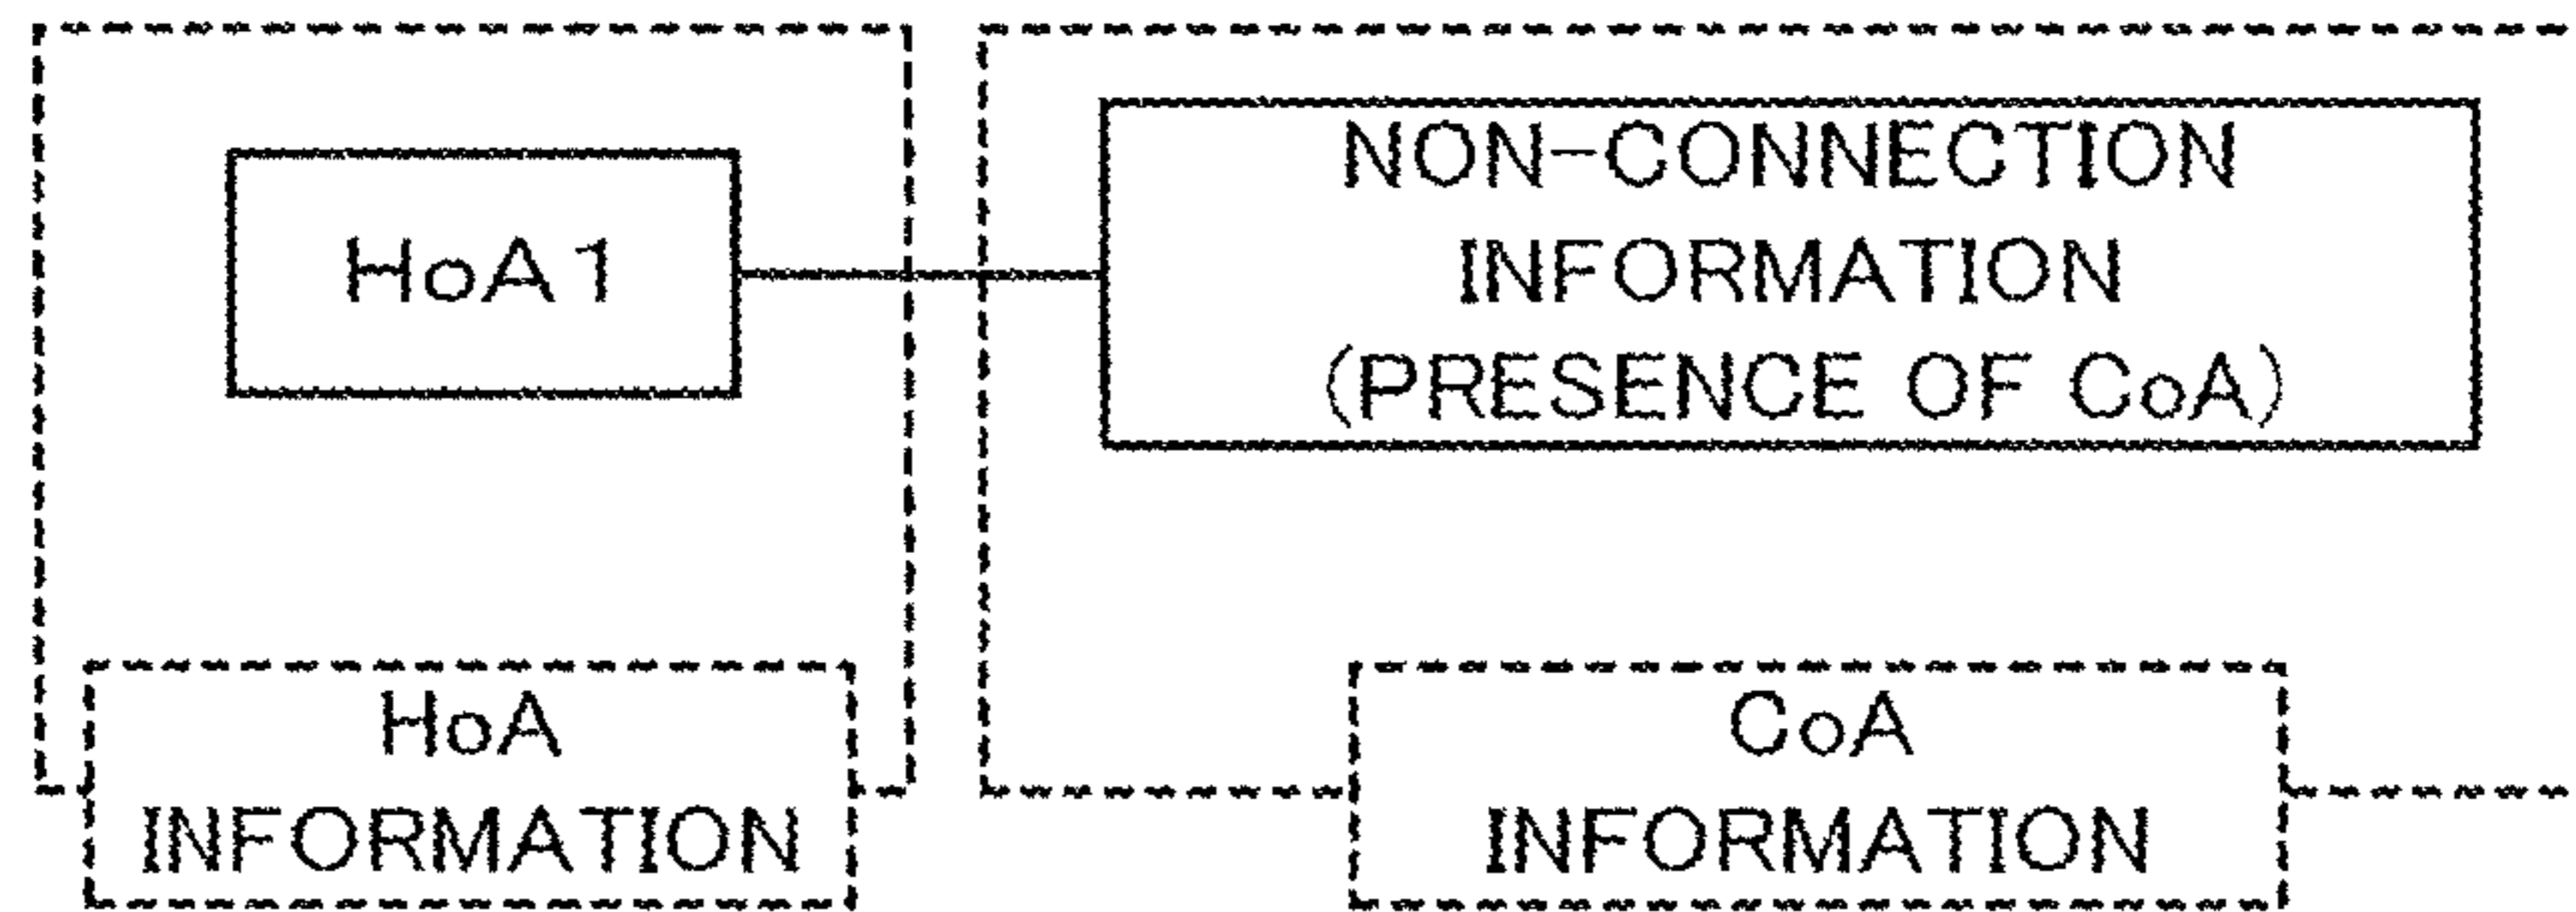 HoA1
NON-CONNECTION
INFORMATION
(PRESENCE OF CoA)
HoA
INFORMATION
CoA
INFORMATION